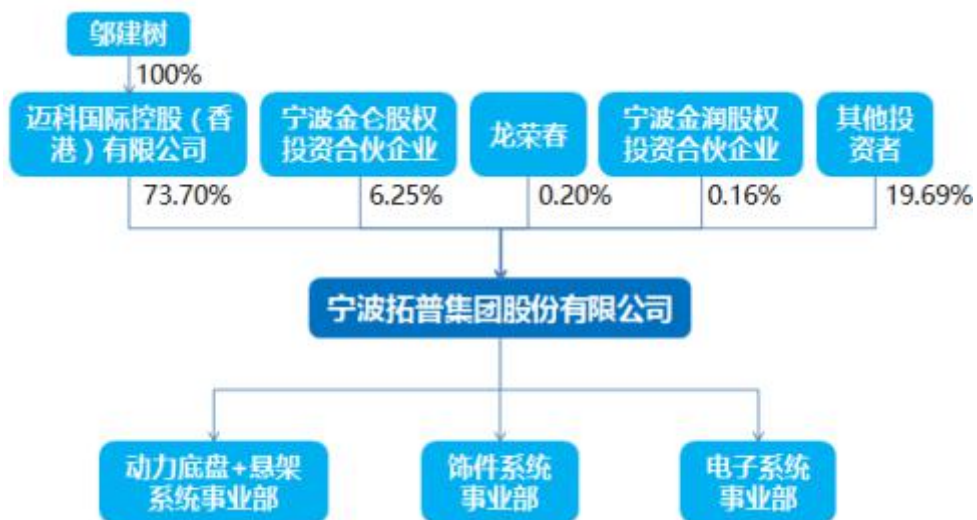 邬建树
100%
迈科国际控股（香
港）有限公司
宁波金仑股权
投资合伙企业
龙荣春
宁波金润股权
投资合伙企业
其他投
资者
73.70%
6.25%
0.20%
0.16%
19.69%
宁波拓普集团股份有限公司
动力底盘+悬架
系统事业部
饰件系统
事业部
电子系统
事业部